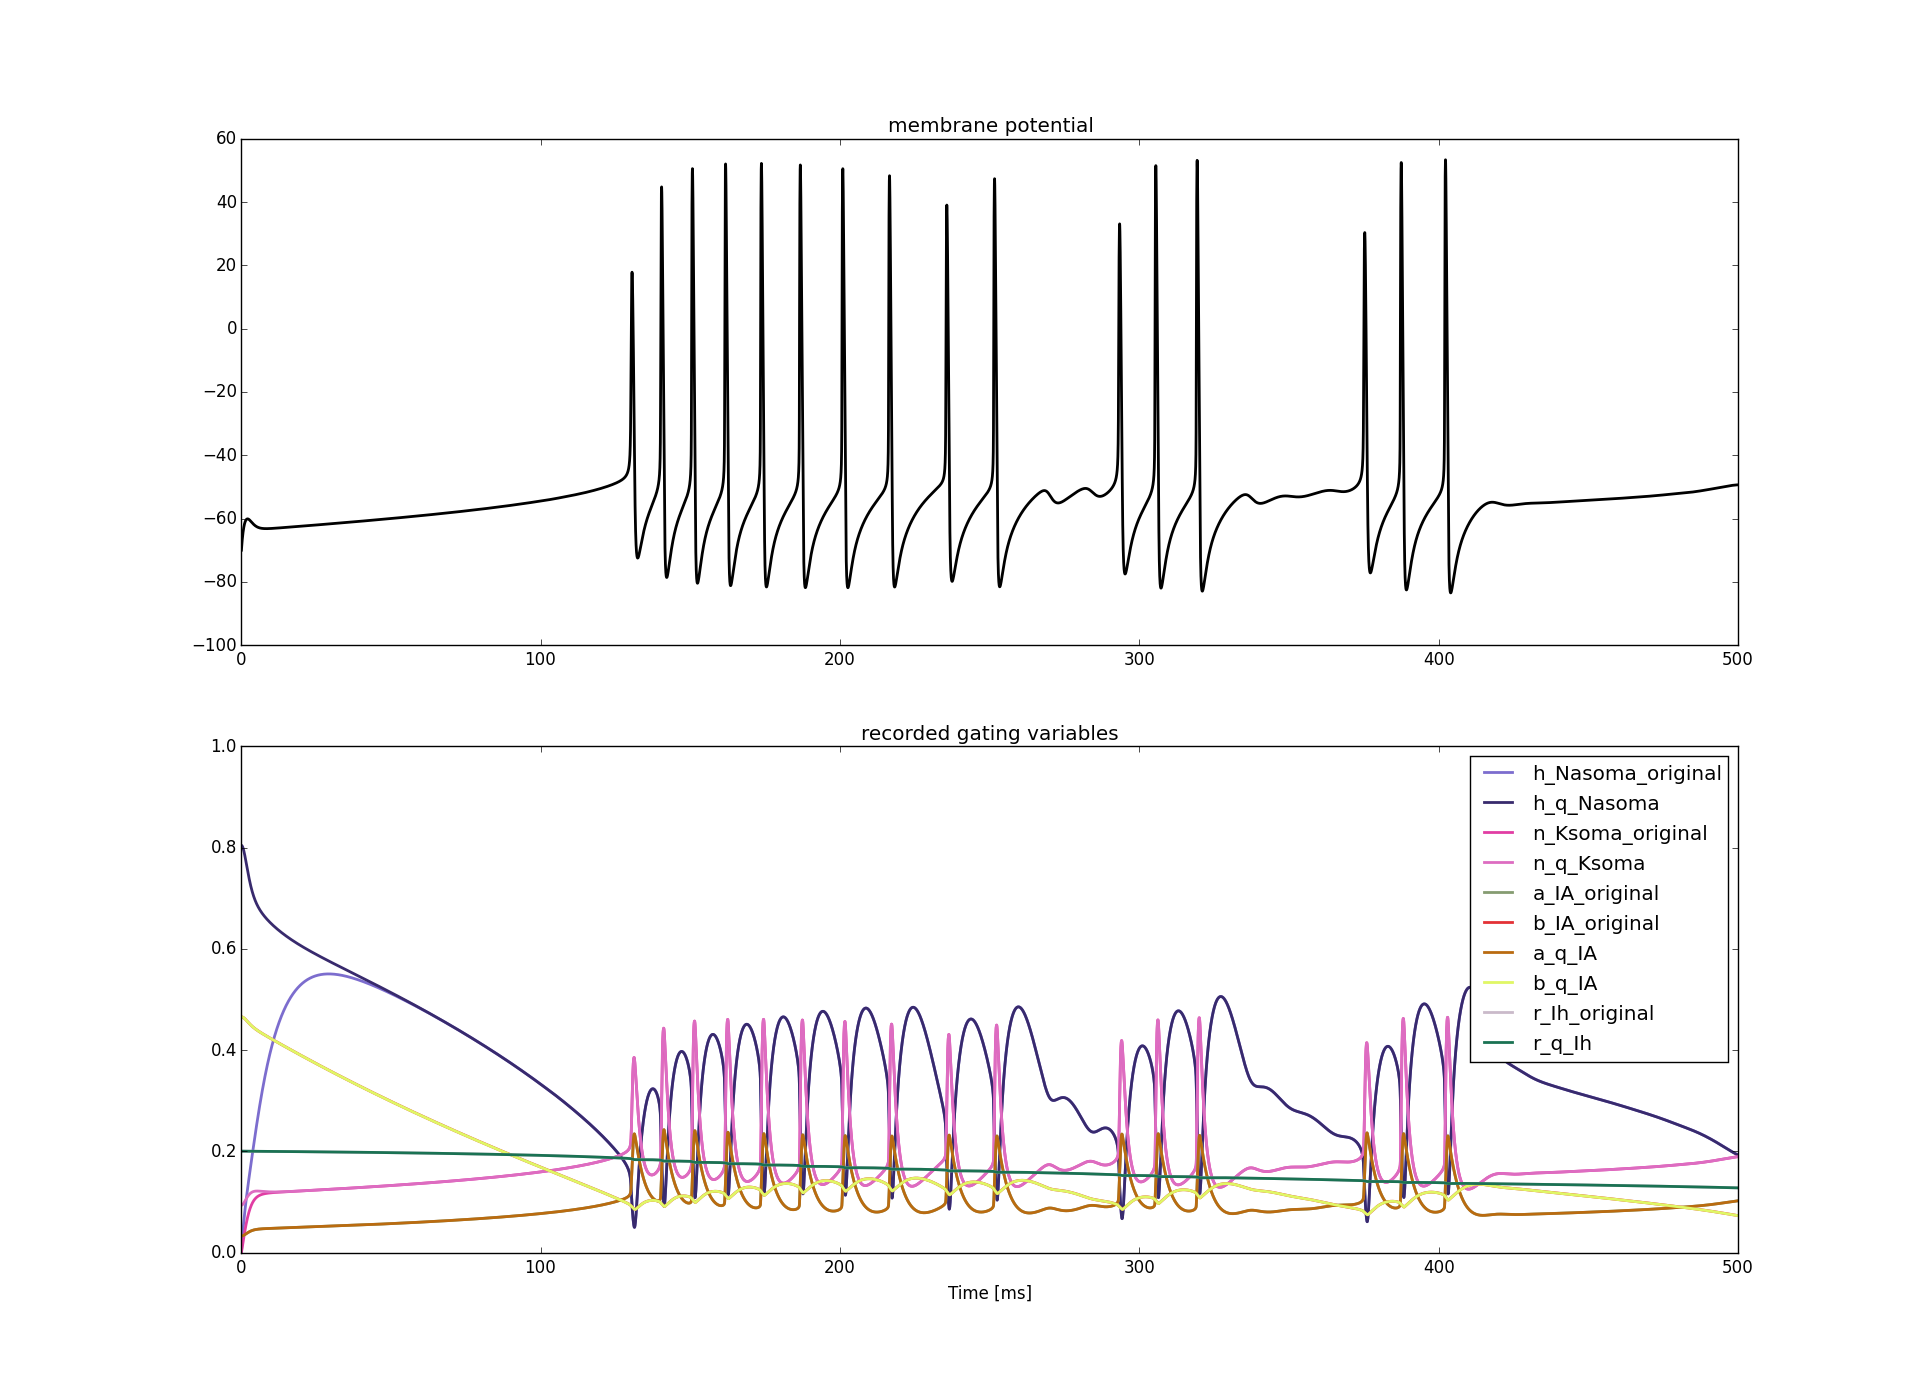 membrane potential
60
40
20
0
−20
−40
−60
−80
−100
0 100 200 300 400 500
recorded gating variables
1.0
0.8
0.6
0.4
0.2
0.0
h_Nasoma_original
h_q_Nasoma
n_Ksoma_original
n_q_Ksoma
a_IA_original
b_IA_original
a_q_IA
b_q_IA
r_Ih_original
r_q_Ih
0 100 200 300 400 500
Time [ms]